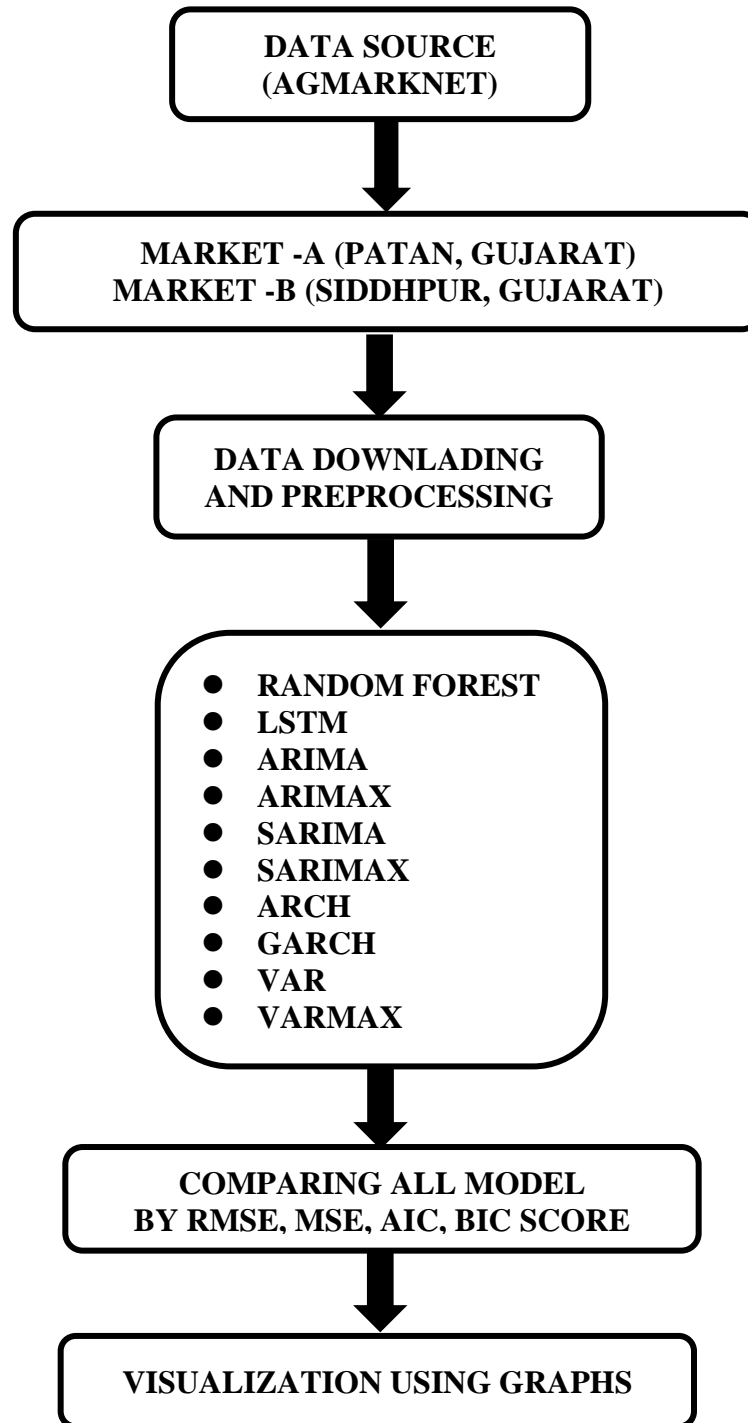 DATA SOURCE
(AGMARKNET)
MARKET -A (PATAN, GUJARAT)
MARKET -B (SIDDHPUR, GUJARAT)
DATA DOWNLADING
AND PREPROCESSING
● RANDOM FOREST
● LSTM
● ARIMA
● ARIMAX
● SARIMA
● SARIMAX
● ARCH
● GARCH
● VAR
● VARMAX
COMPARING ALL MODEL
BY RMSE, MSE, AIC, BIC SCORE
VISUALIZATION USING GRAPHS